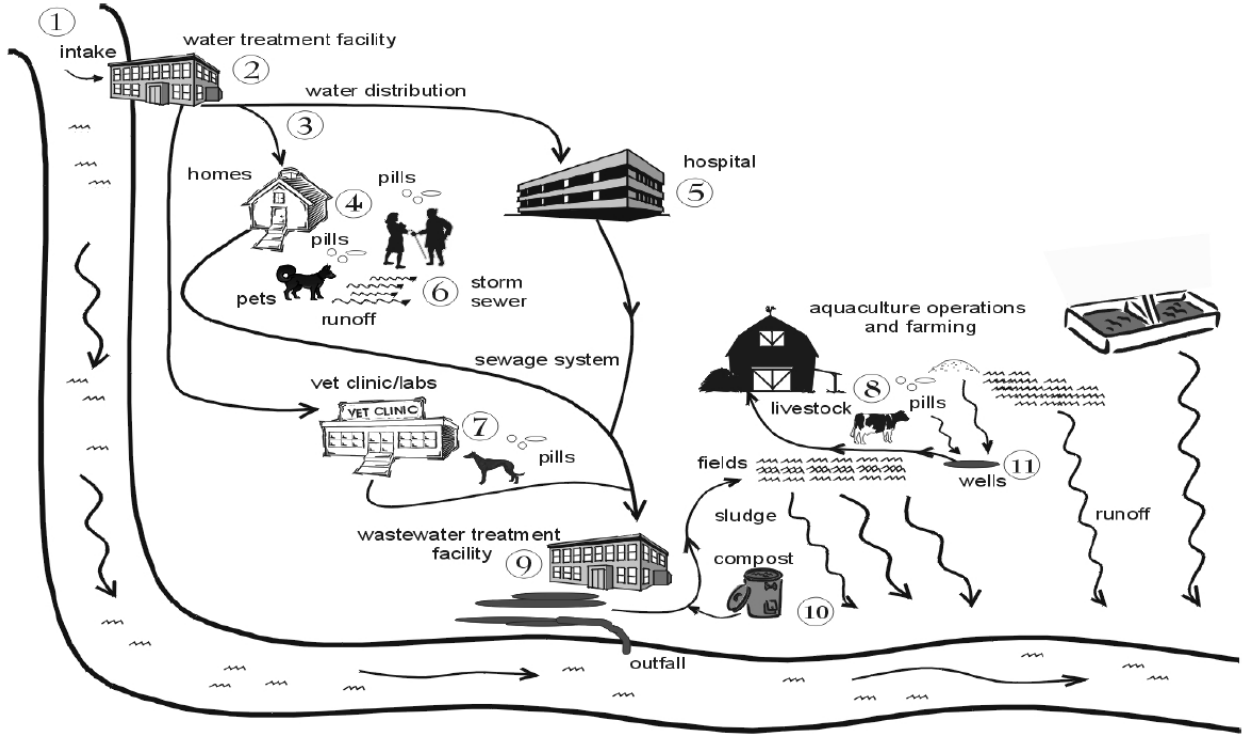 1
intake
water treatment facility
2
water distribution
3
homes
4
pills
hospital
5
pills
pets
runoff
6
storm
sewer
sewage system
vet clinic/labs
VET CLINIC
7
pills
aquaculture operations
and farming
8
livestock
pills
fields
wells
11
runoff
sludge
wastewater treatment
facility
9
compost
10
outfall